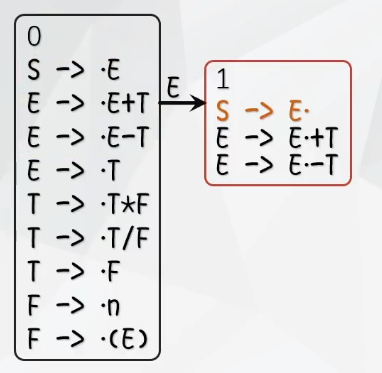 0
S -> ·E
E -> ·E+T
E -> ·E-T
E -> ·T
T -> ·T*F
T -> ·T/F
T -> ·F
F -> ·n
F -> ·(E)
E
1
S -> E·
E -> E·+T
E -> E·-T